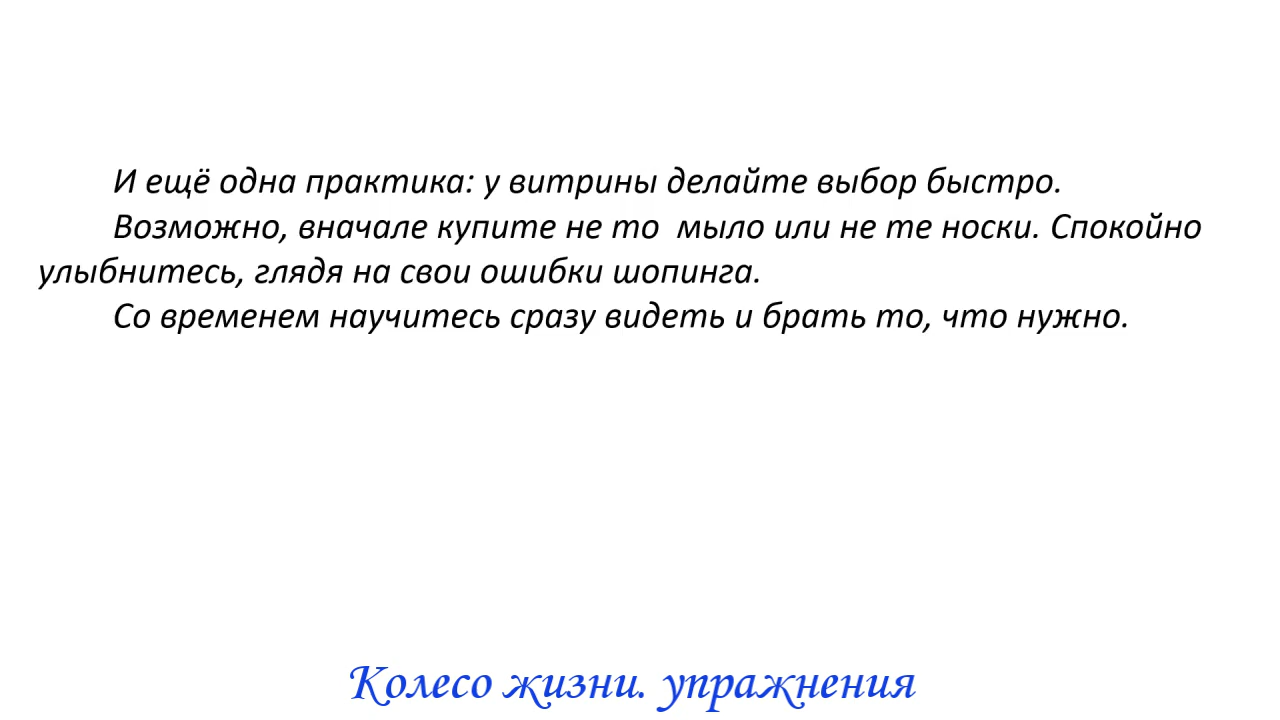 И ещё одна практика: у витрины делайте выбор быстро.
Возможно, вначале купите не то  мыло или не те носки. Спокойно
улыбнитесь, глядя на свои ошибки шопинга.
Со временем научитесь сразу видеть и брать то, что нужно.
Колесо жизни. упражнения